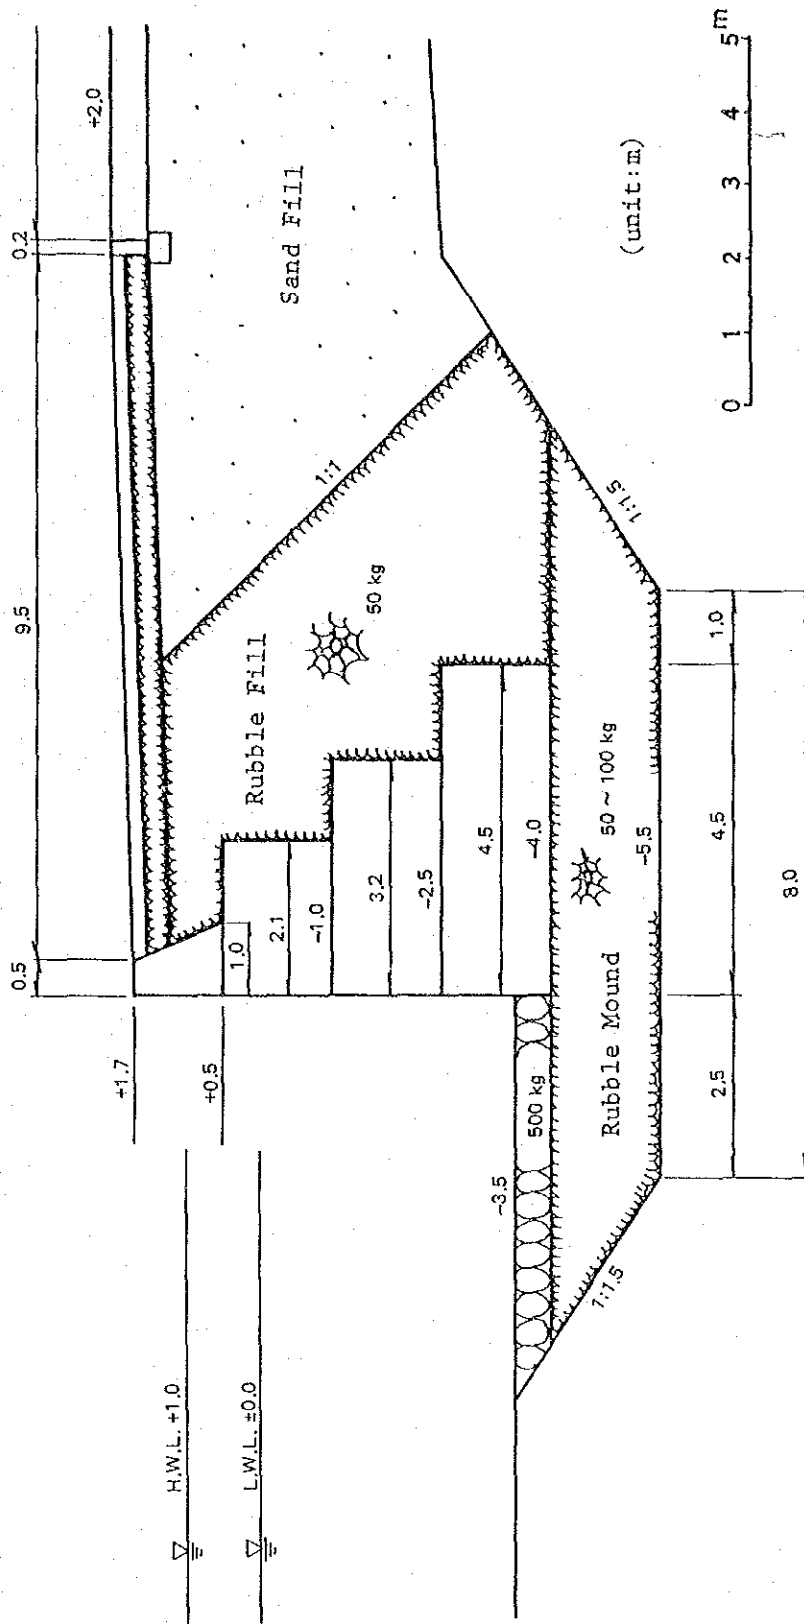 0.5
9.5
0.2
+2.0
+1.7
+0.5
H.W.L. +1.0
L.W.L. ±0.0
Sand Fill
1:1
Rubble Fill
50 kg
1.0
2.1
-1.0
3.2
-2.5
4.5
-4.0
-3.5
500 kg
Rubble Mound
50 ~ 100 kg
-5.5
1:1.5
1:1.5
2.5
4.5
1.0
8.0
(unit:m)
0 1 2 3 4 5 m